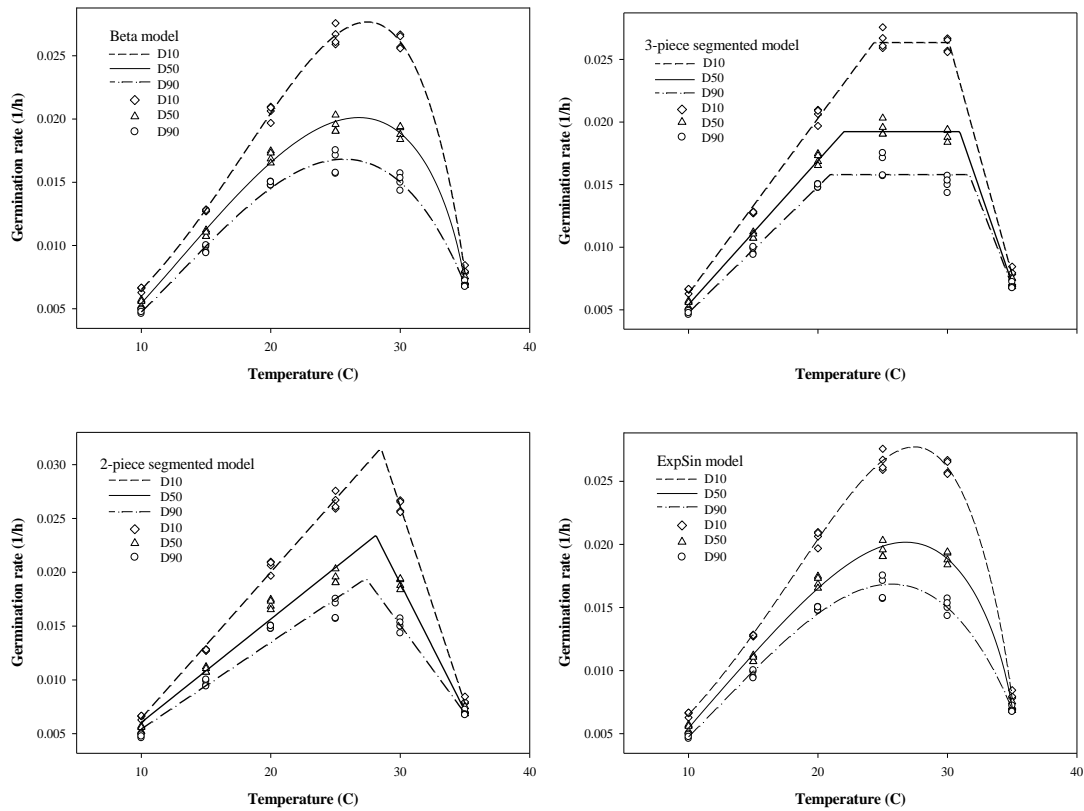 Beta model
D10
D50
D90
D10
D50
D90
Germination rate (1/h)
0.025
0.020
0.015
0.010
0.005
10
20
30
40
Temperature (C)
3-piece segmented model
D10
D50
D90
D10
D50
D90
Germination rate (1/h)
0.025
0.020
0.015
0.010
0.005
10
20
30
40
Temperature (C)
2-piece segmented model
D10
D50
D90
D10
D50
D90
Germination rate (1/h)
0.030
0.025
0.020
0.015
0.010
0.005
10
20
30
40
Temperature (C)
ExpSin model
D10
D50
D90
D10
D50
D90
Germination rate (1/h)
0.025
0.020
0.015
0.010
0.005
10
20
30
40
Temperature (C)